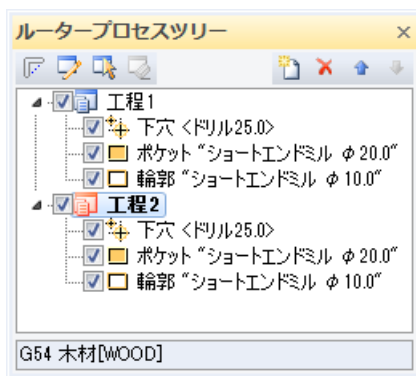 ルータープロセスツリー
工程1
下穴 <ドリル25.0>
ポケット “ショートエンドミル φ20.0”
輪郭 “ショートエンドミル φ10.0”
工程2
下穴 <ドリル25.0>
ポケット “ショートエンドミル φ20.0”
輪郭 “ショートエンドミル φ10.0”
G54 木材[WOOD]